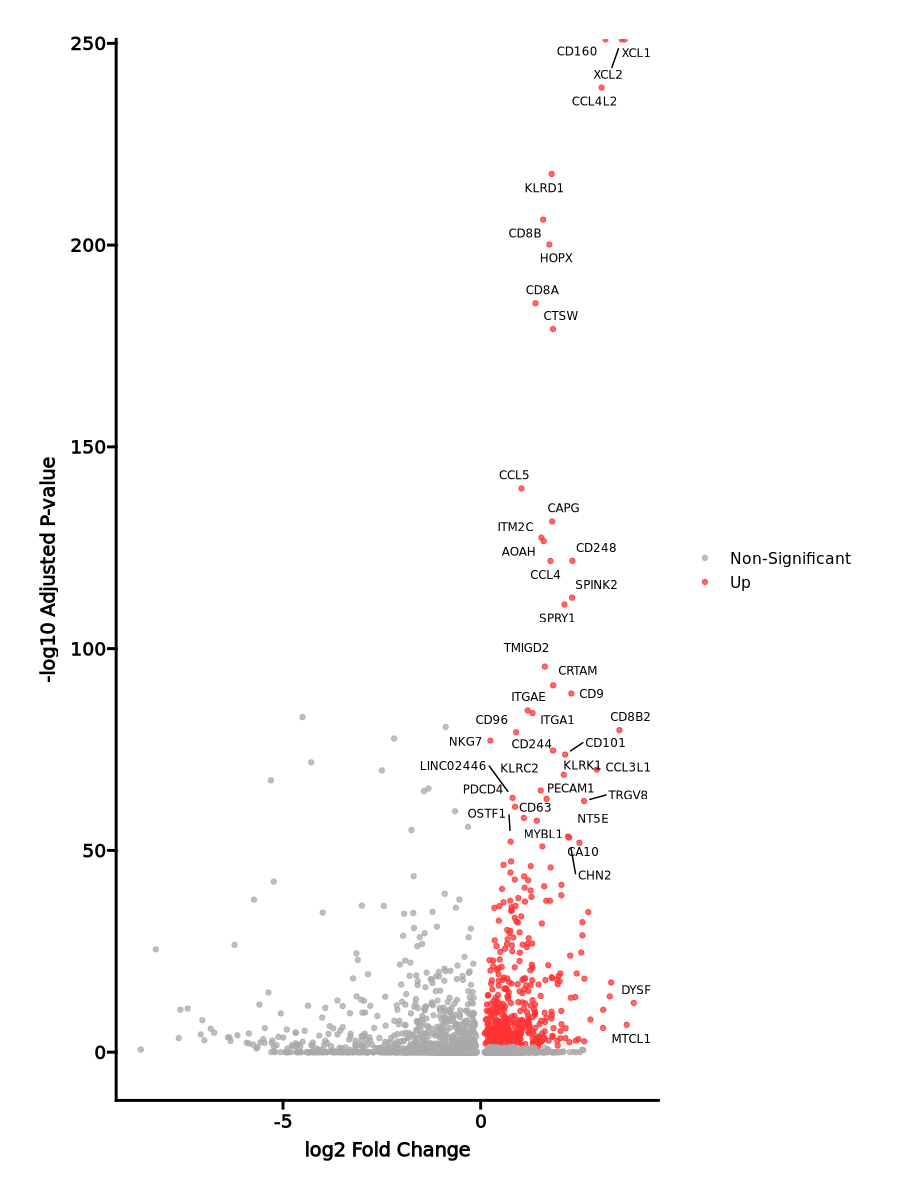 250
CD160
XCL1
XCL2
CCL4L2
KLRD1
CD8B
200
HOPX
CD8A
CTSW
150
CCL5
CAPG
ITM2C
AOAH
CD248
CCL4
SPINK2
SPRY1
100
TMIGD2
CRTAM
CD9
ITGAE
CD96
ITGA1
CD8B2
NKG7
CD244
CD101
LINC02446
KLRC2
KLRK1
CCL3L1
PDCD4
PECAM1
TRGV8
OSTF1
CD63
NT5E
MYBL1
50
CA10
CHN2
DYSF
MTCL1
0
-5
0
log2 Fold Change
-log10 Adjusted P-value
Non-Significant
Up